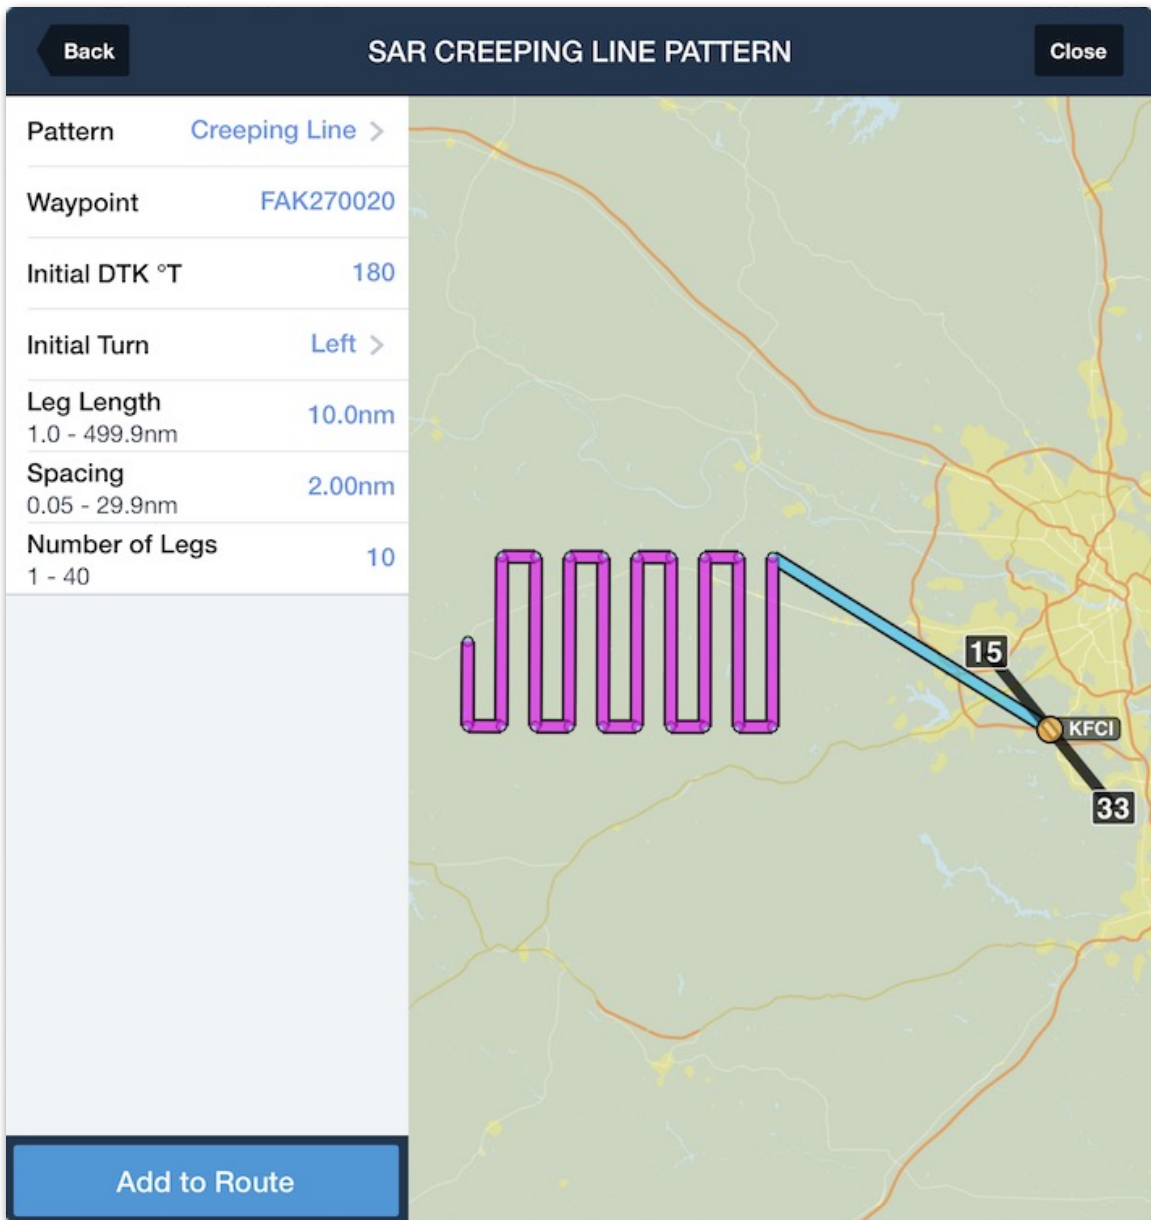 Back
SAR CREEPING LINE PATTERN
Close
Pattern Creeping Line
Waypoint FAK270020
Initial DTK °T 180
Initial Turn Left
Leg Length 10.0nm
1.0 - 499.9nm
Spacing 2.00nm
0.05 - 29.9nm
Number of Legs 10
1 - 40
15
KFCI
33
Add to Route